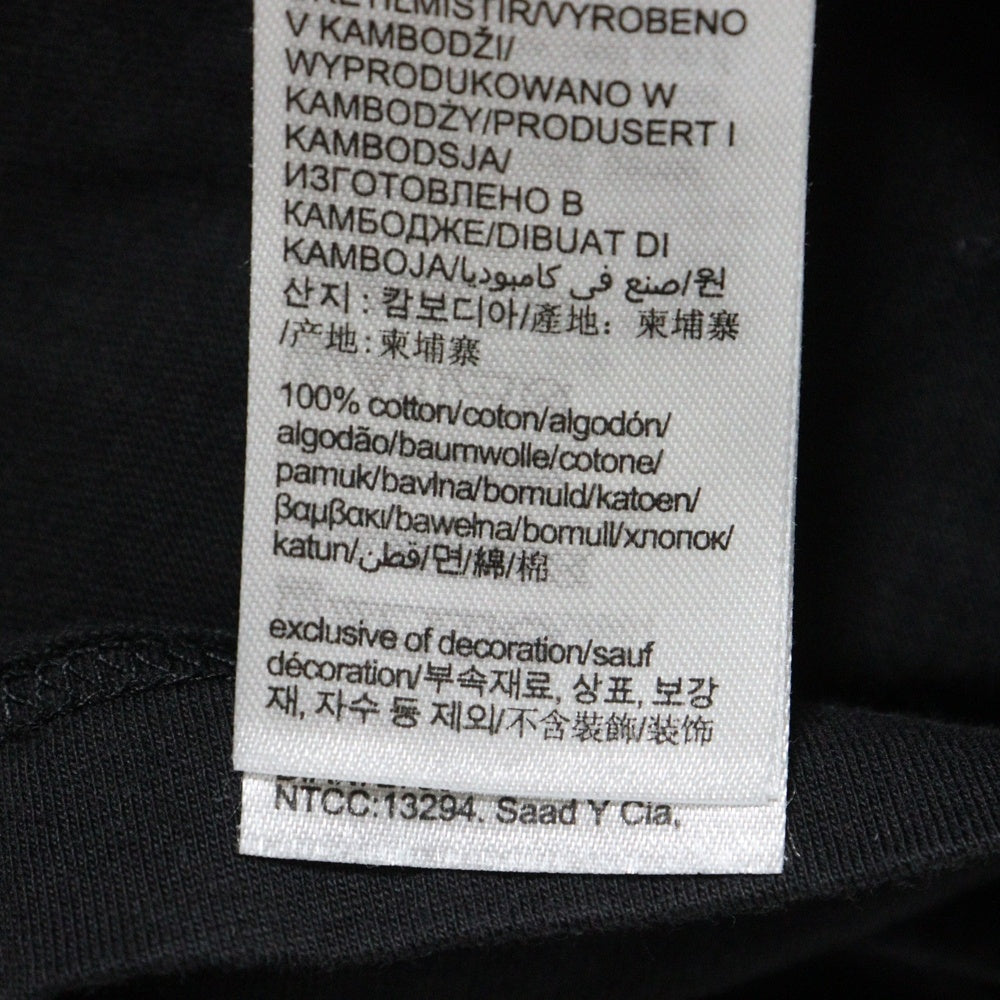 ÜRETİLMİŞTİR/VYROBENO
V KAMBODŽI/
WYPRODUKOWANO W
KAMBODŻY/PRODUSERT I
KAMBODSJA/
ИЗГОТОВЛЕНО В
КАМБОДЖЕ/DIBUAT DI
KAMBOJA/صنع في كامبوديا/원
산지 : 캄보디아/產地：柬埔寨
/产地:柬埔寨
100% cotton/coton/algodón/
algodão/baumwolle/cotone/
pamuk/bavlna/bomuld/katoen/
βαμβακι/bawełna/bomull/хлопок/
katun/قطن/면/綿/棉
exclusive of decoration/sauf
décoration/부속재료, 상표, 보강
재, 자수 등 제외/不含裝飾/装饰
NTCC:13294. Saad Y Cia,